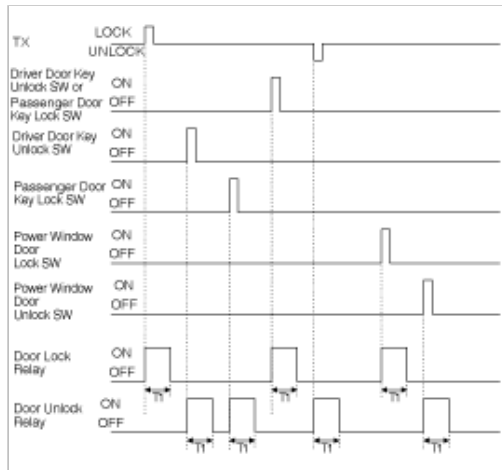 LOCK
TX
UNLOCK
Driver Door Key ON
Unlock SW or
Passenger Door OFF
Key Lock SW
Driver Door Key ON
Unlock SW OFF
Passenger Door ON
Key Lock SW OFF
Power Window ON
Door
Lock SW OFF
Power Window ON
Door
Unlock SW OFF
Door Lock ON
Relay OFF
T1 T1 T1
Door Unlock ON
Relay OFF
T1 T1 T1 T1